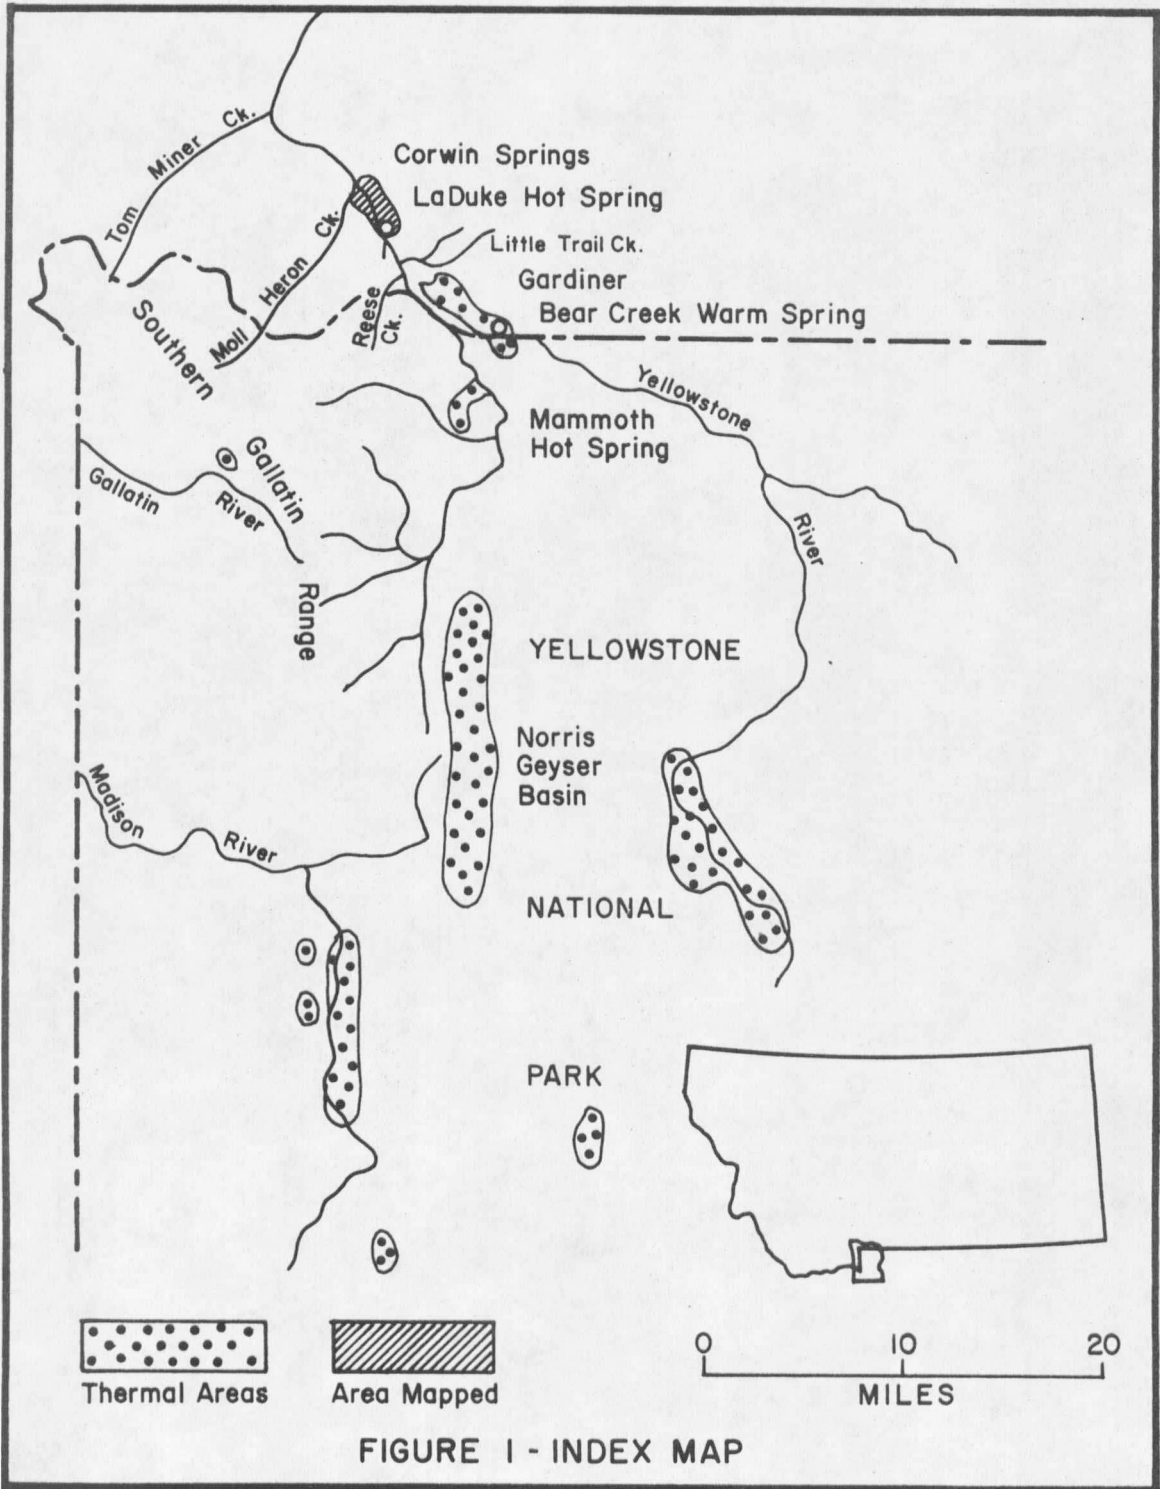 Tom Miner Ck.
Corwin Springs
LaDuke Hot Spring
Little Trail Ck.
Gardiner
Bear Creek Warm Spring
Moll Heron Ck.
Reese
Ck.
Southern
Gallatin
Range
Yellowstone
River
Mammoth
Hot Spring
Gallatin
River
YELLOWSTONE
Norris
Geyser
Basin
Madison
River
NATIONAL
PARK
0 10 20
MILES
Thermal Areas
Area Mapped
FIGURE 1 - INDEX MAP